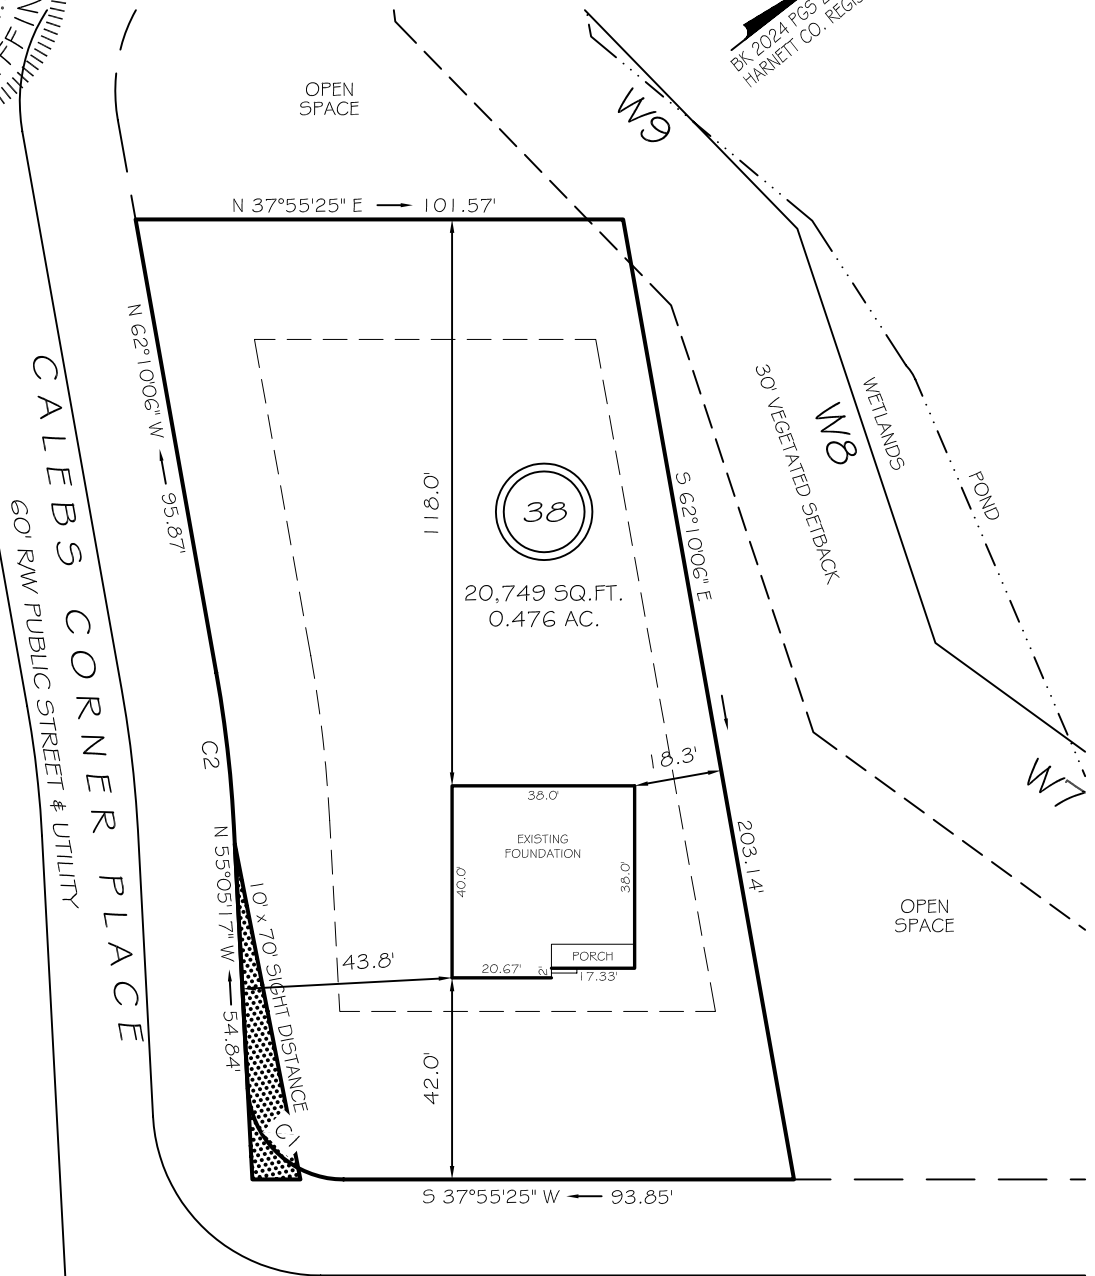 BK 2024 PGS
HARNETT CO. REGIS
OPEN
SPACE
W9
N 37°55'25" E 101.57'
N 62°10'06" W 95.87'
CALEBS CORNER PLACE
60' R/W PUBLIC STREET & UTILITY
118.0'
38
20,749 SQ.FT.
0.476 AC.
S 62°10'06" E 203.14'
30' VEGETATED SETBACK
W8
WETLANDS
POND
W7
C2
18.3'
38.0'
EXISTING
FOUNDATION
40.0'
38.0'
PORCH
20.67'
2'
17.33'
N 55°05'17" W 54.84'
10' x 70' SIGHT DISTANCE
43.8'
42.0'
C1
OPEN
SPACE
S 37°55'25" W 93.85'